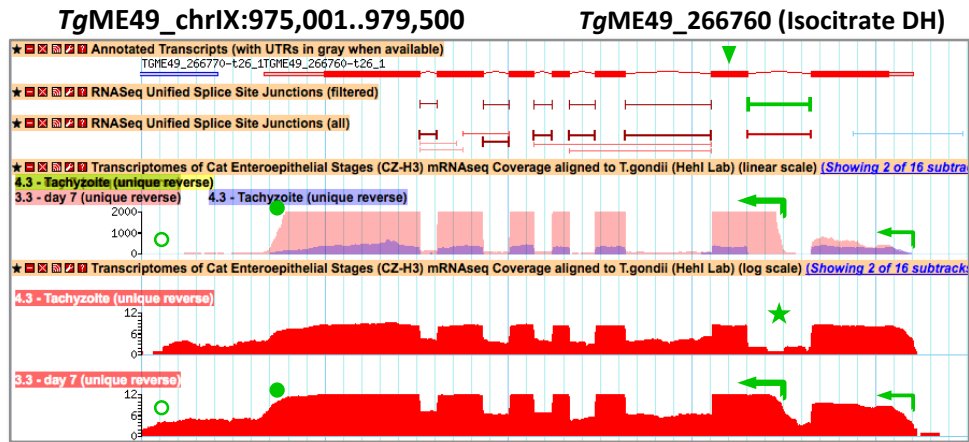 TgME49_chrIX:975,001..979,500 TgME49_266760 (Isocitrate DH)
Annotated Transcripts (with UTRs in gray when available)
TGME49_266770-t26_1TGME49_266760-t26_1
RNASeq Unified Splice Site Junctions (filtered)
RNASeq Unified Splice Site Junctions (all)
Transcriptomes of Cat Enteroepithelial Stages (CZ-H3) mRNAseq Coverage aligned to T.gondii (Hehl Lab) (linear scale) (Showing 2 of 16 subtrac
4.3 - Tachyzoite (unique reverse)
3.3 - day 7 (unique reverse) 4.3 - Tachyzoite (unique reverse)
2000
1000
0
Transcriptomes of Cat Enteroepithelial Stages (CZ-H3) mRNAseq Coverage aligned to T.gondii (Hehl Lab) (log scale) (Showing 2 of 16 subtracks
4.3 - Tachyzoite (unique reverse)
12
6
0
3.3 - day 7 (unique reverse)
12
6
0